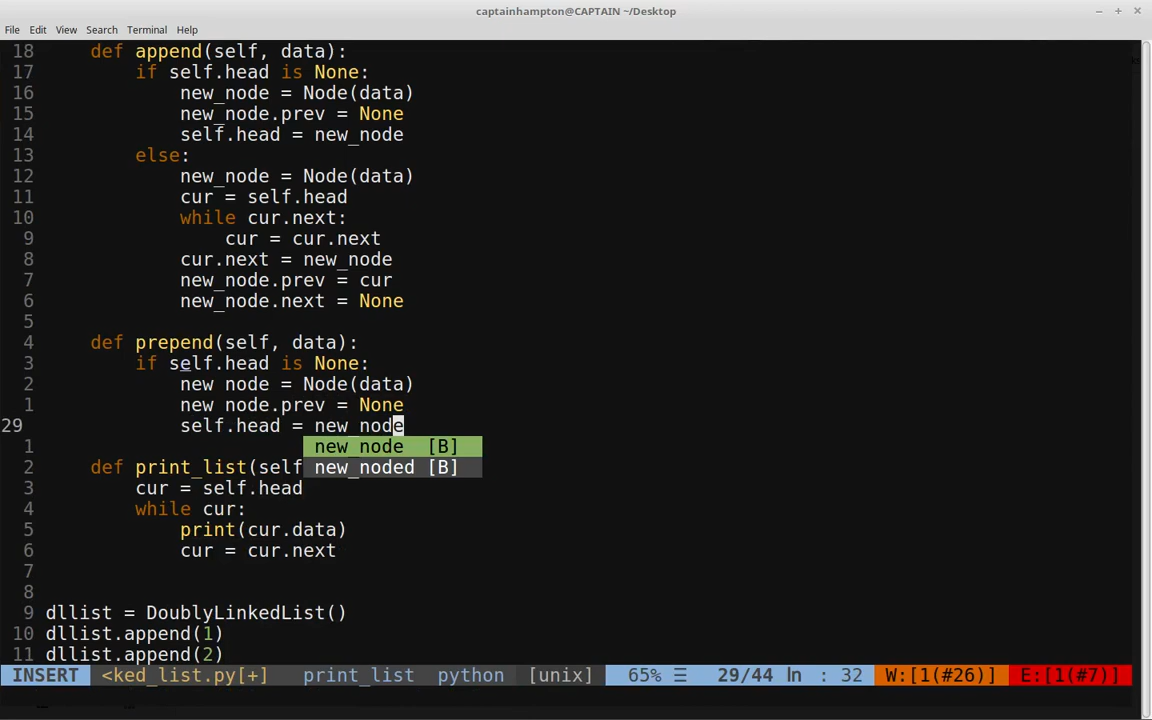 captainhampton@CAPTAIN ~/Desktop
File Edit View Search Terminal Help
18 def append(self, data):
17 if self.head is None:
16 new_node = Node(data)
15 new_node.prev = None
14 self.head = new_node
13 else:
12 new_node = Node(data)
11 cur = self.head
10 while cur.next:
9 cur = cur.next
8 cur.next = new_node
7 new_node.prev = cur
6 new_node.next = None
5
4 def prepend(self, data):
3 if self.head is None:
2 new node = Node(data)
1 new node.prev = None
29 self.head = new_node
1 new_node [B]
2 def print_list(self new_noded [B]
3 cur = self.head
4 while cur:
5 print(cur.data)
6 cur = cur.next
7
8
9 dllist = DoublyLinkedList()
10 dllist.append(1)
11 dllist.append(2)
INSERT <ked_list.py[+] print_list python [unix] 65% ☰ 29/44 ln : 32 W:[1(#26)] E:[1(#7)]